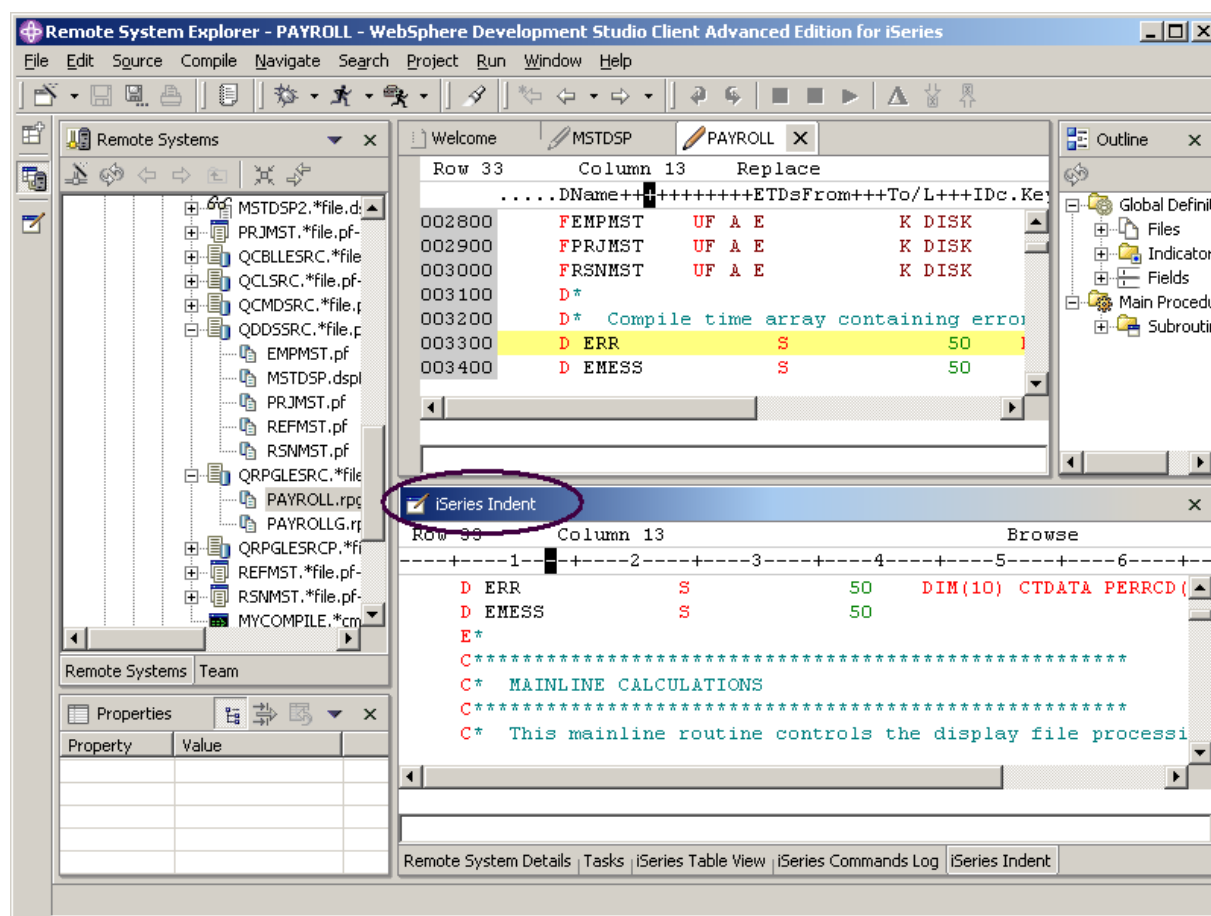 Remote System Explorer - PAYROLL - WebSphere Development Studio Client Advanced Edition for iSeries
File Edit Source Compile Navigate Search Project Run Window Help
Remote Systems
MSTDSP2.*file.d
PRJMST.*file.pf-
QCBLLESRC.*file
QCLSRC.*file.pf-
QCMDSRC.*file.p
QDDSSRC.*file.p
EMPMST.pf
MSTDSP.dspf
PRJMST.pf
REFMST.pf
RSNMST.pf
QRPGLESRC.*file
PAYROLL.rpg
PAYROLLG.rp
QRPGLESRCP.*fi
REFMST.*file.pf-
RSNMST.*file.pf-
MYCOMPILE.*cm
Remote Systems Team
Properties
Property Value
Welcome MSTDSP PAYROLL
Row 33 Column 13 Replace
.....DName+++++++++++ETDsFrom+++To/L+++IDc.Key
002800 FEMPMST UF A E K DISK
002900 FPRJMST UF A E K DISK
003000 FRSNMST UF A E K DISK
003100 D*
003200 D* Compile time array containing error
003300 D ERR S 50
003400 D EMESS S 50
iSeries Indent
Row 33 Column 13 Browse
----+----1----+----2----+----3----+----4----+----5----+----6----+--
D ERR S 50 DIM(10) CTDATA PERRCD(
D EMESS S 50
E*
C******************************************************
C* MAINLINE CALCULATIONS
C******************************************************
C* This mainline routine controls the display file processi
Remote System Details Tasks iSeries Table View iSeries Commands Log iSeries Indent
Outline
Global Definit
Files
Indicator
Fields
Main Procedu
Subroutin